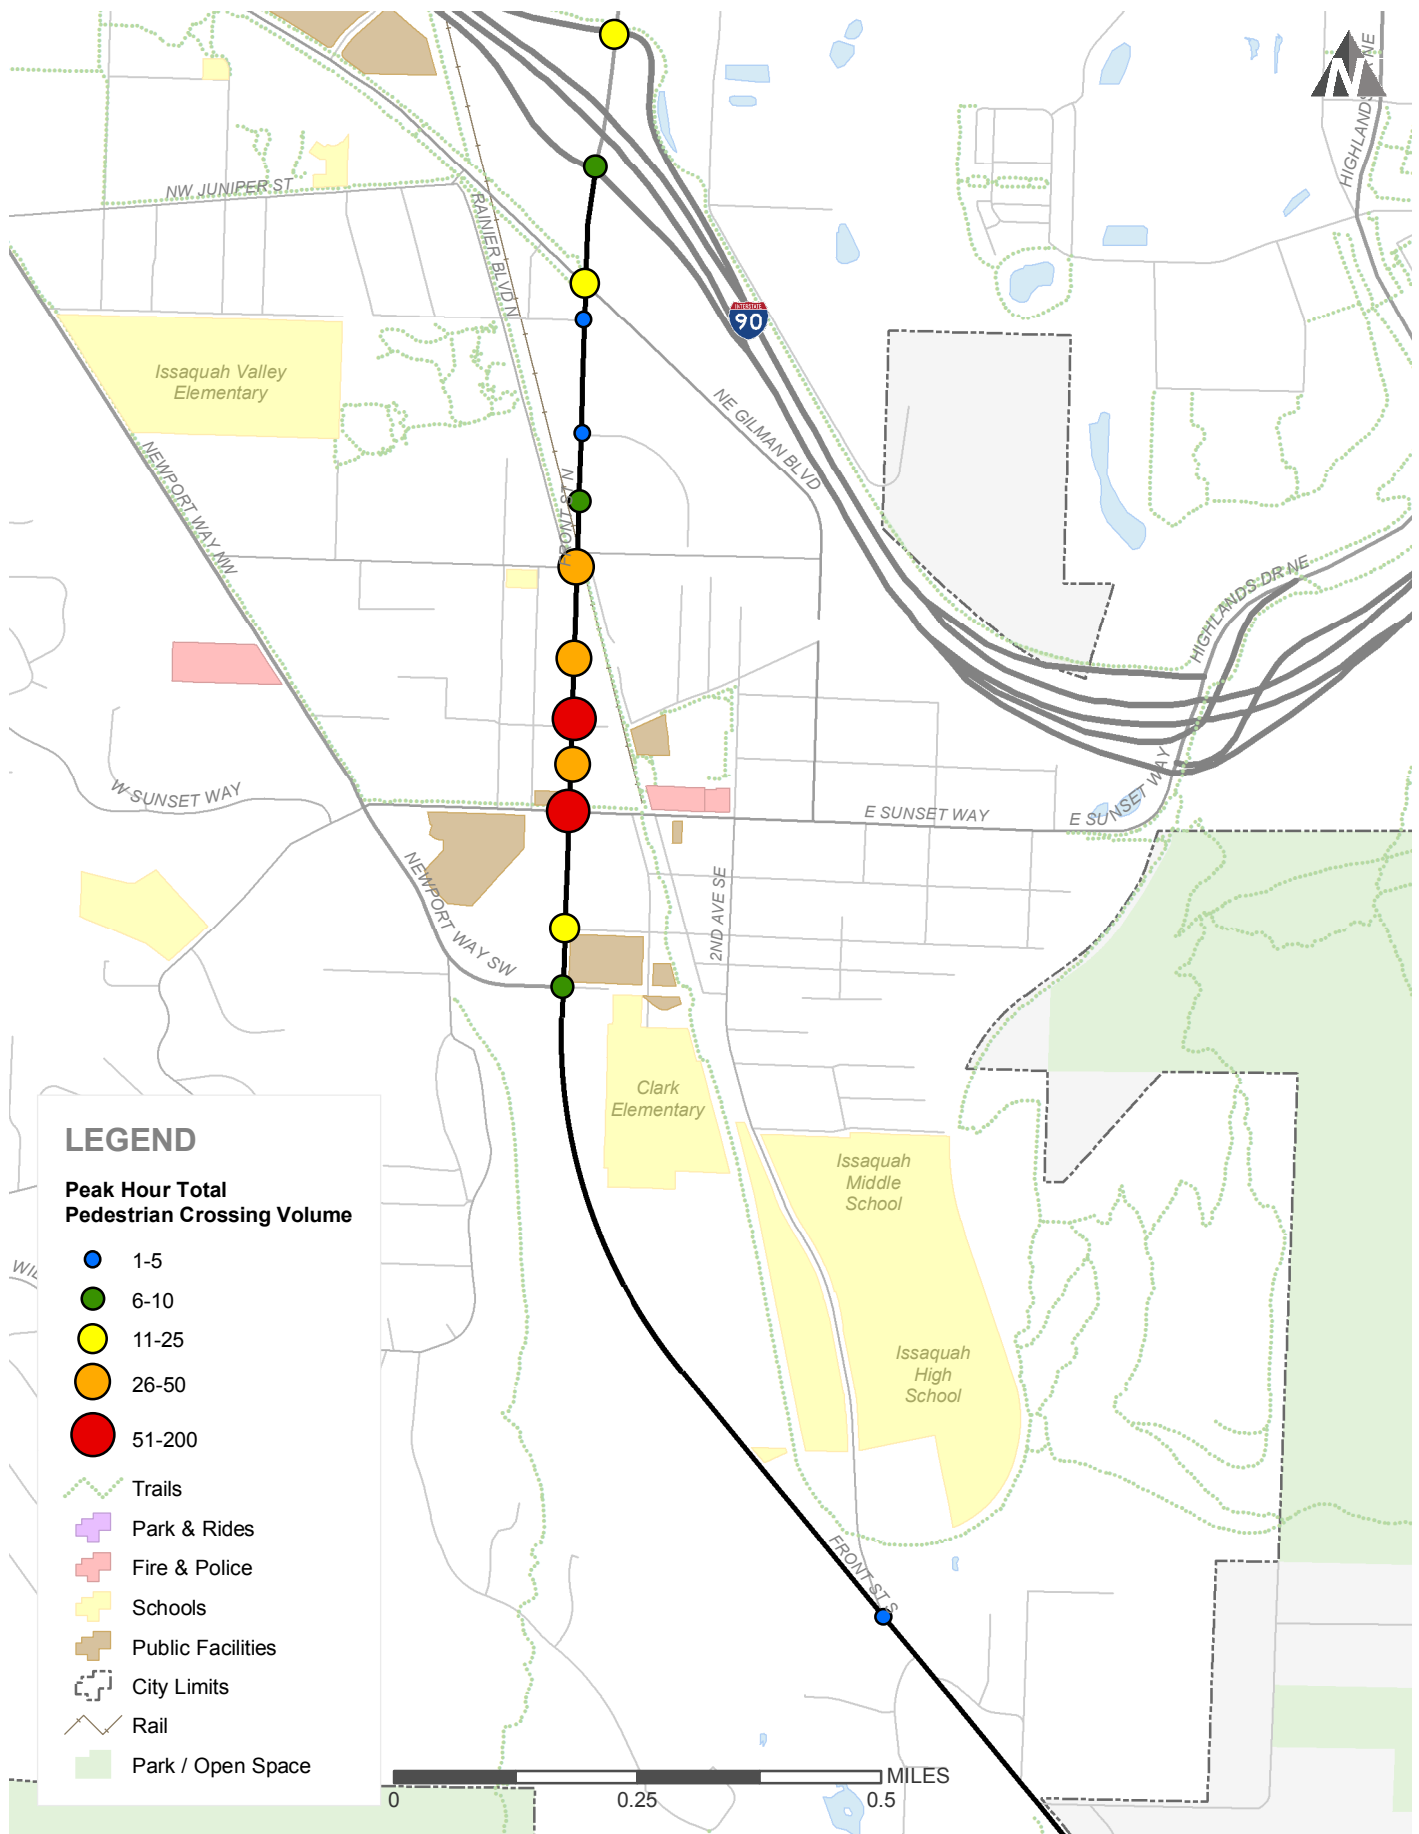 N
HIGHLANDS DR NE
NW JUNIPER ST
RAINIER BLVD N
INTERSTATE
90
Issaquah Valley
Elementary
NE GILMAN BLVD
NEWPORT WAY NW
FRONT ST N
HIGHLANDS DR NE
W SUNSET WAY
E SUNSET WAY
E SUNSET WAY
NEWPORT WAY SW
2ND AVE SE
Clark
Elementary
Issaquah
Middle
School
Issaquah
High
School
FRONT ST S
LEGEND
Peak Hour Total
Pedestrian Crossing Volume
1-5
6-10
11-25
26-50
51-200
Trails
Park & Rides
Fire & Police
Schools
Public Facilities
City Limits
Rail
Park / Open Space
MILES
0
0.25
0.5